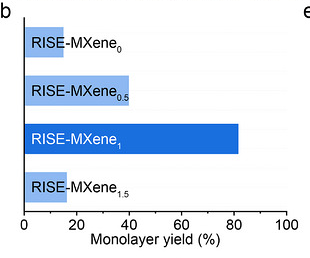 b
e
RISE-MXene₀
RISE-MXene₀.₅
RISE-MXene₁
RISE-MXene₁.₅
0 20 40 60 80 100
Monolayer yield (%)